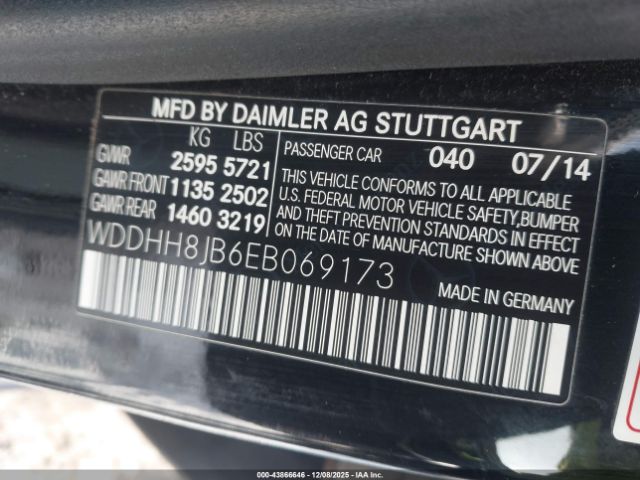 MFD BY DAIMLER AG STUTTGART
KG LBS
GVWR 2595 5721
GAWR FRONT 1135 2502
GAWR REAR 1460 3219
PASSENGER CAR 040 07/14
THIS VEHICLE CONFORMS TO ALL APPLICABLE
U.S. FEDERAL MOTOR VEHICLE SAFETY, BUMPER
AND THEFT PREVENTION STANDARDS IN EFFECT
ON THE DATE OF MANUFACTURE SHOWN ABOVE
WDDHH8JB6EB069173
MADE IN GERMANY
000-43866646 - 12/08/2025 - IAAI.COM